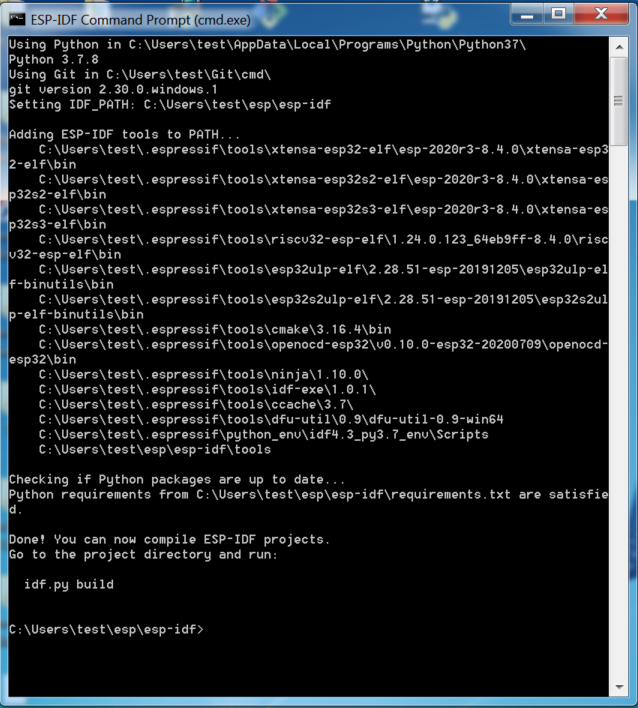 ESP-IDF Command Prompt (cmd.exe)
Using Python in C:\Users\test\AppData\Local\Programs\Python\Python37\
Python 3.7.8
Using Git in C:\Users\test\Git\cmd\
git version 2.30.0.windows.1
Setting IDF_PATH: C:\Users\test\esp\esp-idf
Adding ESP-IDF tools to PATH...
C:\Users\test\.espressif\tools\xtensa-esp32-elf\esp-2020r3-8.4.0\xtensa-esp3
2-elf\bin
C:\Users\test\.espressif\tools\xtensa-esp32s2-elf\esp-2020r3-8.4.0\xtensa-es
p32s2-elf\bin
C:\Users\test\.espressif\tools\xtensa-esp32s3-elf\esp-2020r3-8.4.0\xtensa-es
p32s3-elf\bin
C:\Users\test\.espressif\tools\riscv32-esp-elf\1.24.0.123_64eb9ff-8.4.0\risc
v32-esp-elf\bin
C:\Users\test\.espressif\tools\esp32ulp-elf\2.28.51-esp-20191205\esp32ulp-el
f-binutils\bin
C:\Users\test\.espressif\tools\esp32s2ulp-elf\2.28.51-esp-20191205\esp32s2ul
p-elf-binutils\bin
C:\Users\test\.espressif\tools\cmake\3.16.4\bin
C:\Users\test\.espressif\tools\openocd-esp32\v0.10.0-esp32-20200709\openocd-
esp32\bin
C:\Users\test\.espressif\tools\ninja\1.10.0\
C:\Users\test\.espressif\tools\idf-exe\1.0.1\
C:\Users\test\.espressif\tools\ccache\3.7\
C:\Users\test\.espressif\tools\dfu-util\0.9\dfu-util-0.9-win64
C:\Users\test\.espressif\python_env\idf4.3_py3.7_env\Scripts
C:\Users\test\esp\esp-idf\tools
Checking if Python packages are up to date...
Python requirements from C:\Users\test\esp\esp-idf\requirements.txt are satisfie
d.
Done! You can now compile ESP-IDF projects.
Go to the project directory and run:
idf.py build
C:\Users\test\esp\esp-idf>